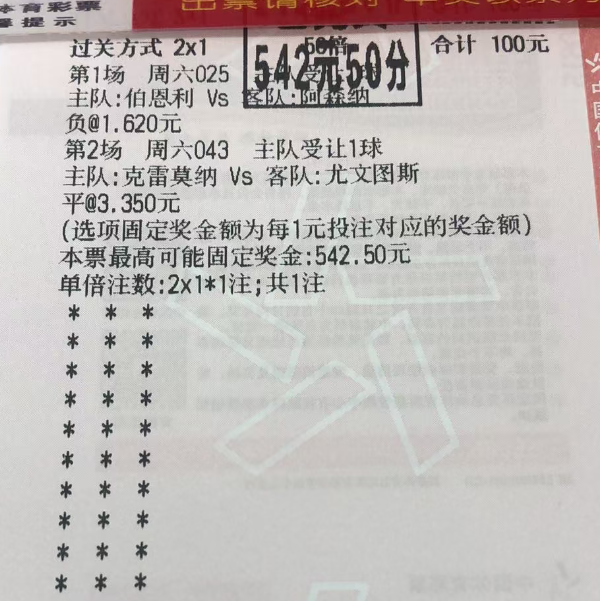 体育彩票
过关方式 2x1 50倍 合计 100元
542元50分
第1场 周六025
主队:伯恩利 Vs 客队:阿森纳
负@1.620元
第2场 周六043 主队受让1球
主队:克雷莫纳 Vs 客队:尤文图斯
平@3.350元
(选项固定奖金额为每1元投注对应的奖金额)
本票最高可能固定奖金:542.50元
单倍注数:2x1*1注;共1注
* * *
* * *
* * *
* * *
* * *
* * *
* * *
* * *
* * *
* * *